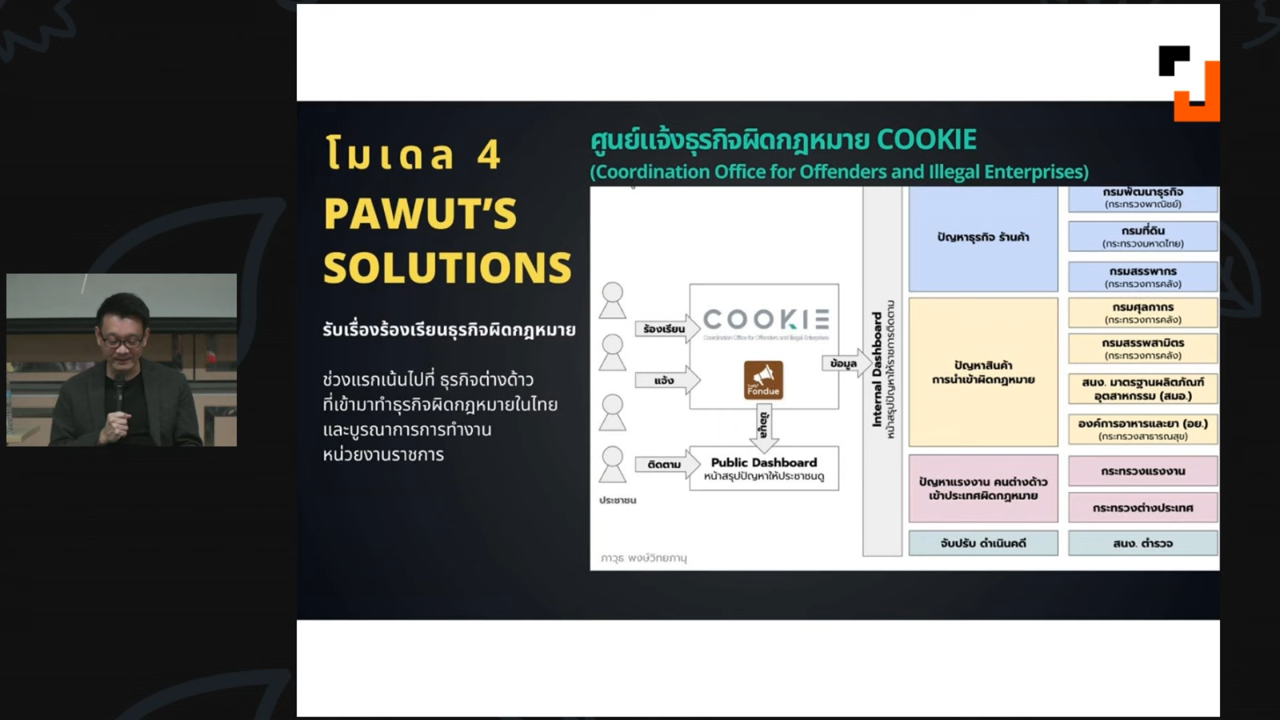 โมเดล 4
PAWUT'S
SOLUTIONS
รับเรื่องร้องเรียนธุรกิจผิดกฎหมาย
ช่วงแรกเน้นไปที่ ธุรกิจต่างด้าว
ที่เข้ามาทำธุรกิจผิดกฎหมายในไทย
และบูรณาการการทำงาน
หน่วยงานราชการ
ศูนย์แจ้งธุรกิจผิดกฎหมาย COOKIE
(Coordination Office for Offenders and Illegal Enterprises)
ร้องเรียน
แจ้ง
ติดตาม
ประชาชน
COOKIE
Coordination Office for Offenders and Illegal Enterprises
Fondue
ข้อมูล
ข้อมูล
Public Dashboard
หน้าสรุปปัญหาให้ประชาชนดู
ภาวุธ พงษ์วิทยภานุ
Internal Dashboard
หน้าสรุปปัญหาให้ราชการติดตาม
ปัญหาธุรกิจ ร้านค้า
กรมพัฒนาธุรกิจ
(กระทรวงพาณิชย์)
กรมที่ดิน
(กระทรวงมหาดไทย)
กรมสรรพากร
(กระทรวงการคลัง)
ปัญหาสินค้า
การนำเข้าผิดกฎหมาย
กรมศุลกากร
(กระทรวงการคลัง)
กรมสรรพสามิตร
(กระทรวงการคลัง)
สนง. มาตรฐานผลิตภัณฑ์
อุตสาหกรรม (สมอ.)
องค์การอาหารและยา (อย.)
(กระทรวงสาธารณสุข)
ปัญหาแรงงาน คนต่างด้าว
เข้าประเทศผิดกฎหมาย
กระทรวงแรงงาน
กระทรวงต่างประเทศ
จับปรับ ดำเนินคดี
สนง. ตำรวจ